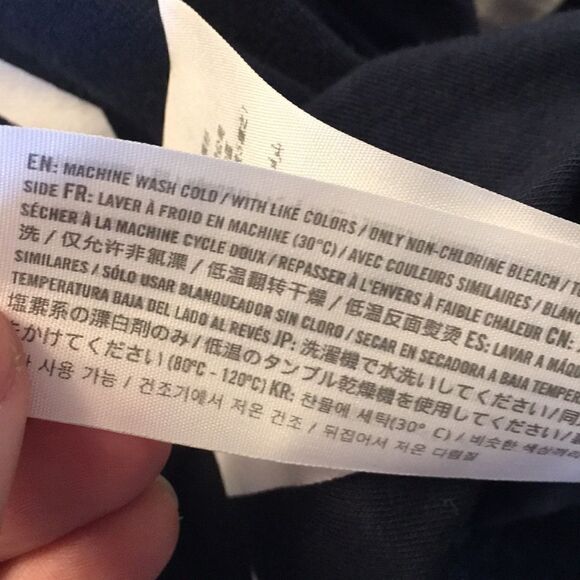 EN: MACHINE WASH COLD / WITH LIKE COLORS / ONLY NON-CHLORINE BLEACH /
SIDE FR: LAVER À FROID EN MACHINE (30°C) / AVEC COULEURS SIMILAIRES / BLANC
SÉCHER À LA MACHINE CYCLE DOUX / REPASSER À L'ENVERS À FAIBLE CHALEUR CN:
洗 / 仅允许非氯漂 / 低温翻转干燥 / 低温反面熨烫 ES: LAVAR A MÁQU
SIMILARES / SÓLO USAR BLANQUEADOR SIN CLORO / SECAR EN SECADORA A BAJA TEMPER
TEMPERATURA BAJA DEL LADO AL REVÉS JP: 洗濯機で水洗いしてください / 同
塩素系の漂白剤のみ / 低温のタンブル乾燥機を使用してください /
かけてください (80°C - 120°C) KR: 찬물에 세탁(30° C) / 비슷한 색상끼리
사용 가능 / 건조기에서 저온 건조 / 뒤집어서 저온 다림질